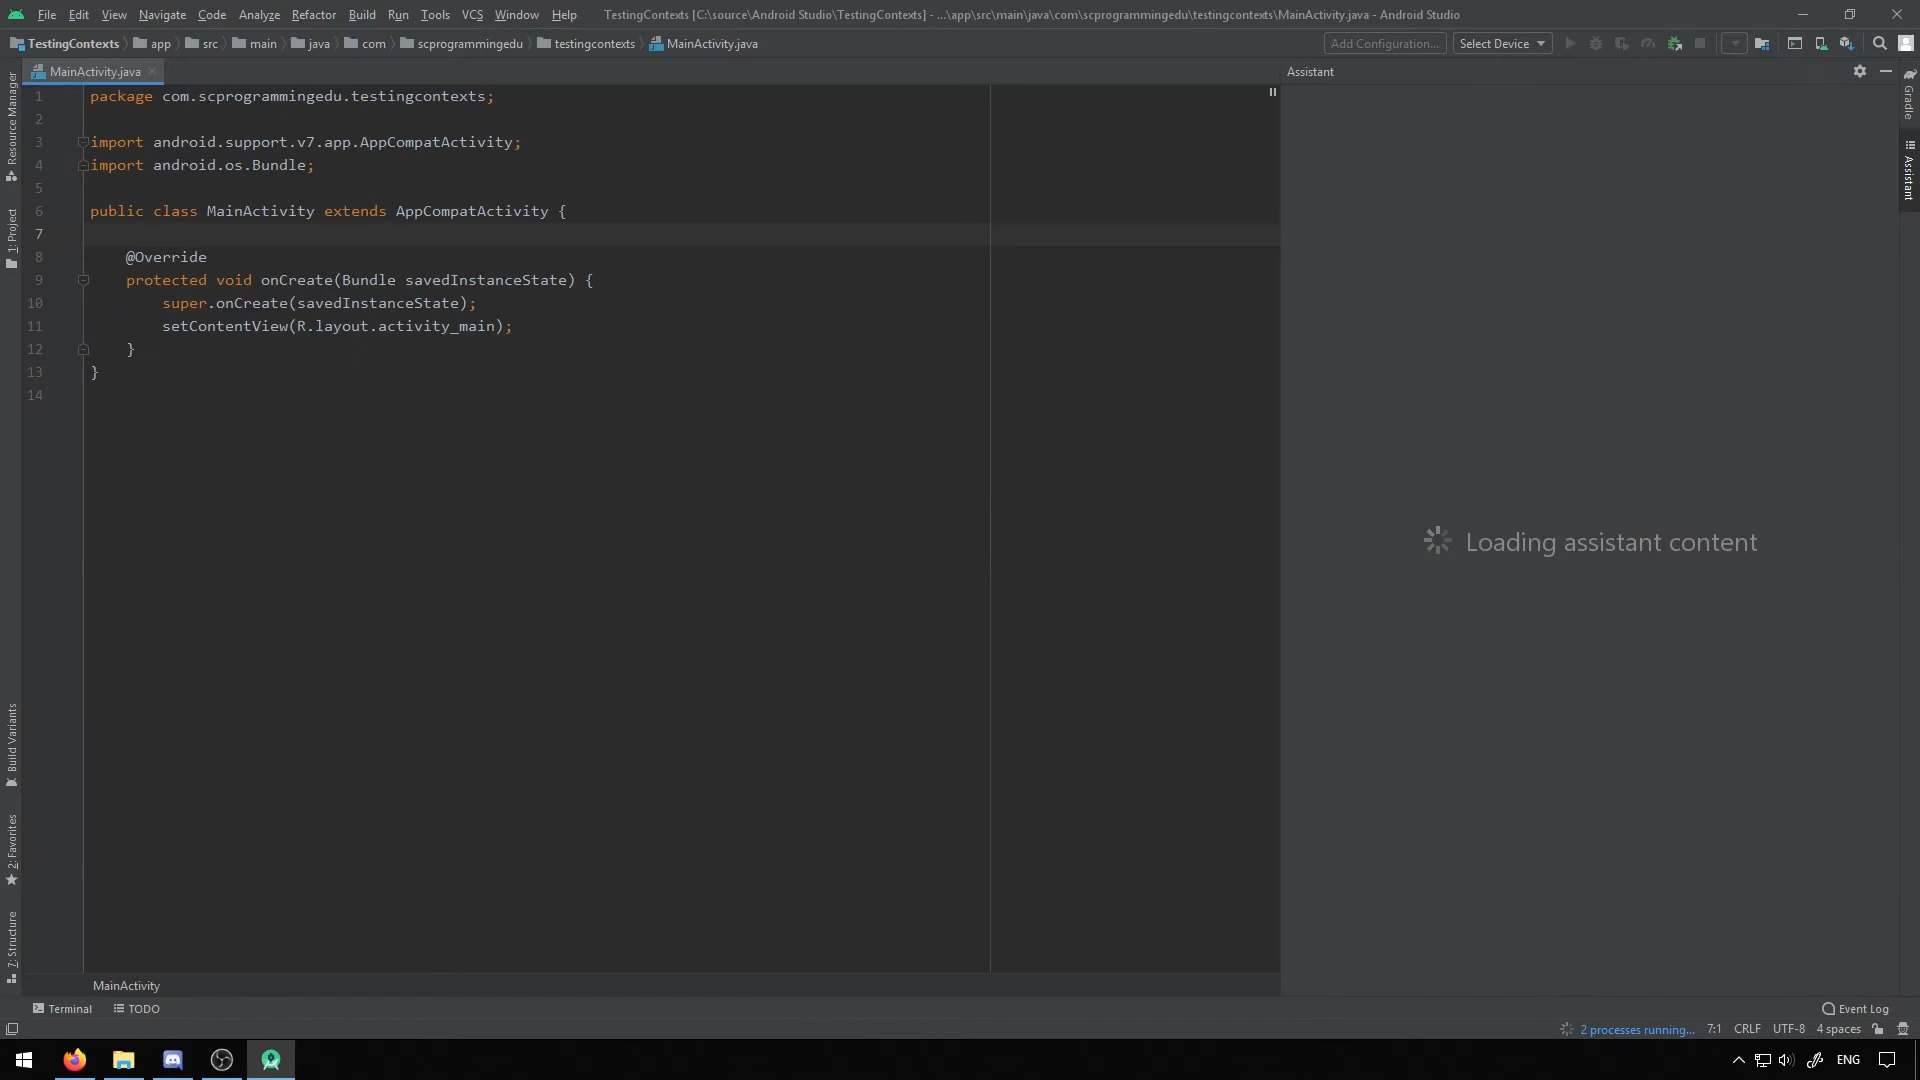 File Edit View Navigate Code Analyze Refactor Build Run Tools VCS Window Help TestingContexts [C:\source\Android Studio\TestingContexts] - ...\app\src\main\java\com\scprogrammingedu\testingcontexts\MainActivity.java - Android Studio
TestingContexts app src main java com scprogrammingedu testingcontexts MainActivity.java Add Configuration... Select Device
MainActivity.java
Assistant
Resource Manager
1: Project
Build Variants
2: Favorites
7: Structure
1 package com.scprogrammingedu.testingcontexts;
2
3 import android.support.v7.app.AppCompatActivity;
4 import android.os.Bundle;
5
6 public class MainActivity extends AppCompatActivity {
7
8 @Override
9 protected void onCreate(Bundle savedInstanceState) {
10 super.onCreate(savedInstanceState);
11 setContentView(R.layout.activity_main);
12 }
13 }
14
Loading assistant content
Gradle
Assistant
MainActivity
Terminal TODO Event Log
2 processes running... 7:1 CRLF UTF-8 4 spaces
ENG